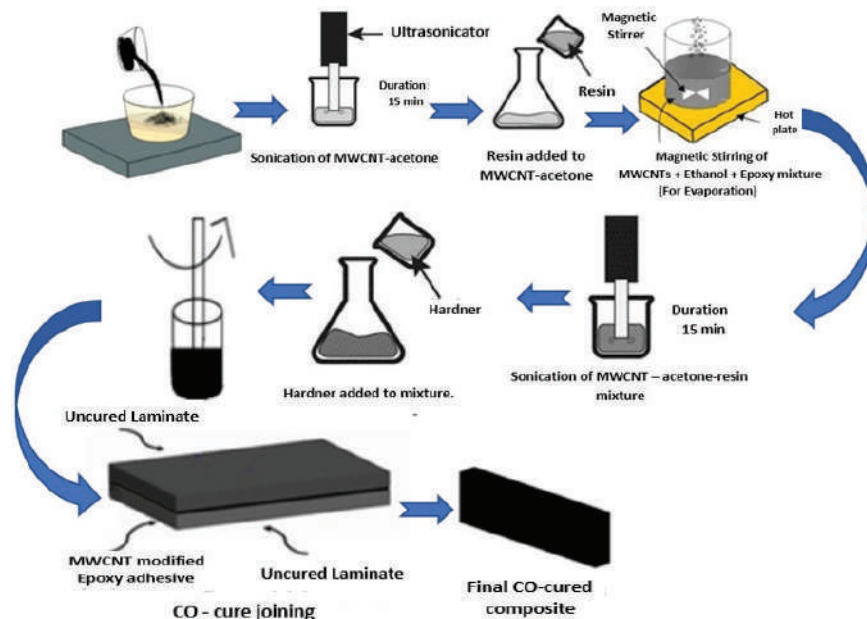 Ultrasonicator
Duration
15 min
Sonication of MWCNT-acetone
Resin
Resin added to
MWCNT-acetone
Magnetic
Stirrer
Hot
plate
Magnetic Stirring of
MWCNTs + Ethanol + Epoxy mixture
(For Evaporation)
Duration
15 min
Sonication of MWCNT – acetone-resin
mixture
Hardner
Hardner added to mixture.
Uncured Laminate
MWCNT modified
Epoxy adhesive
Uncured Laminate
CO - cure joining
Final CO-cured
composite